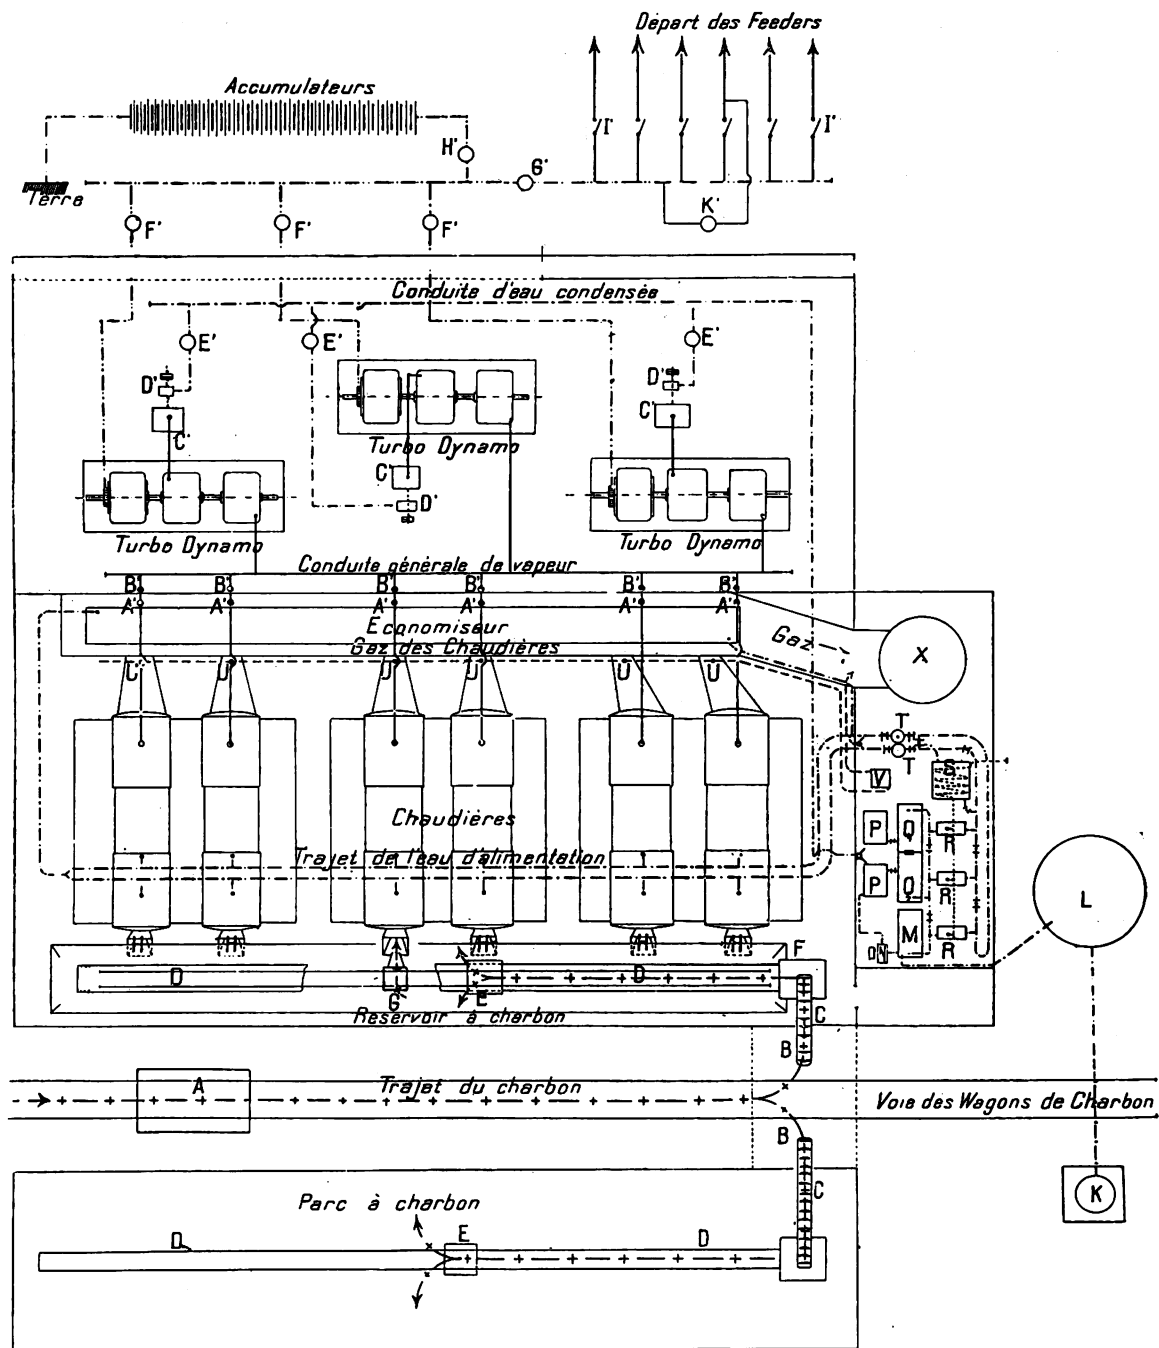 Départ des Feeders
Accumulateurs
I' I'
H'
G'
Terre
K'
F' F' F'
Conduite d'eau condensée
E' E' E'
D' D'
C' C'
Turbo Dynamo
C'
D'
Turbo Dynamo Turbo Dynamo
Conduite générale de vapeur
B' B' B' B' B' B'
A' A' A' A' A' A'
Economiseur
Gaz des Chaudières
Gaz
X
U U U U U
T
E
T
S
V
Chaudières
P Q
R
Trajet de l'eau d'alimentation
P Q
R
L
M
N
R
F
D G E D
C
Réservoir à charbon
B
A
Trajet du charbon
Voie des Wagons de Charbon
B
C
K
Parc à charbon
D E D